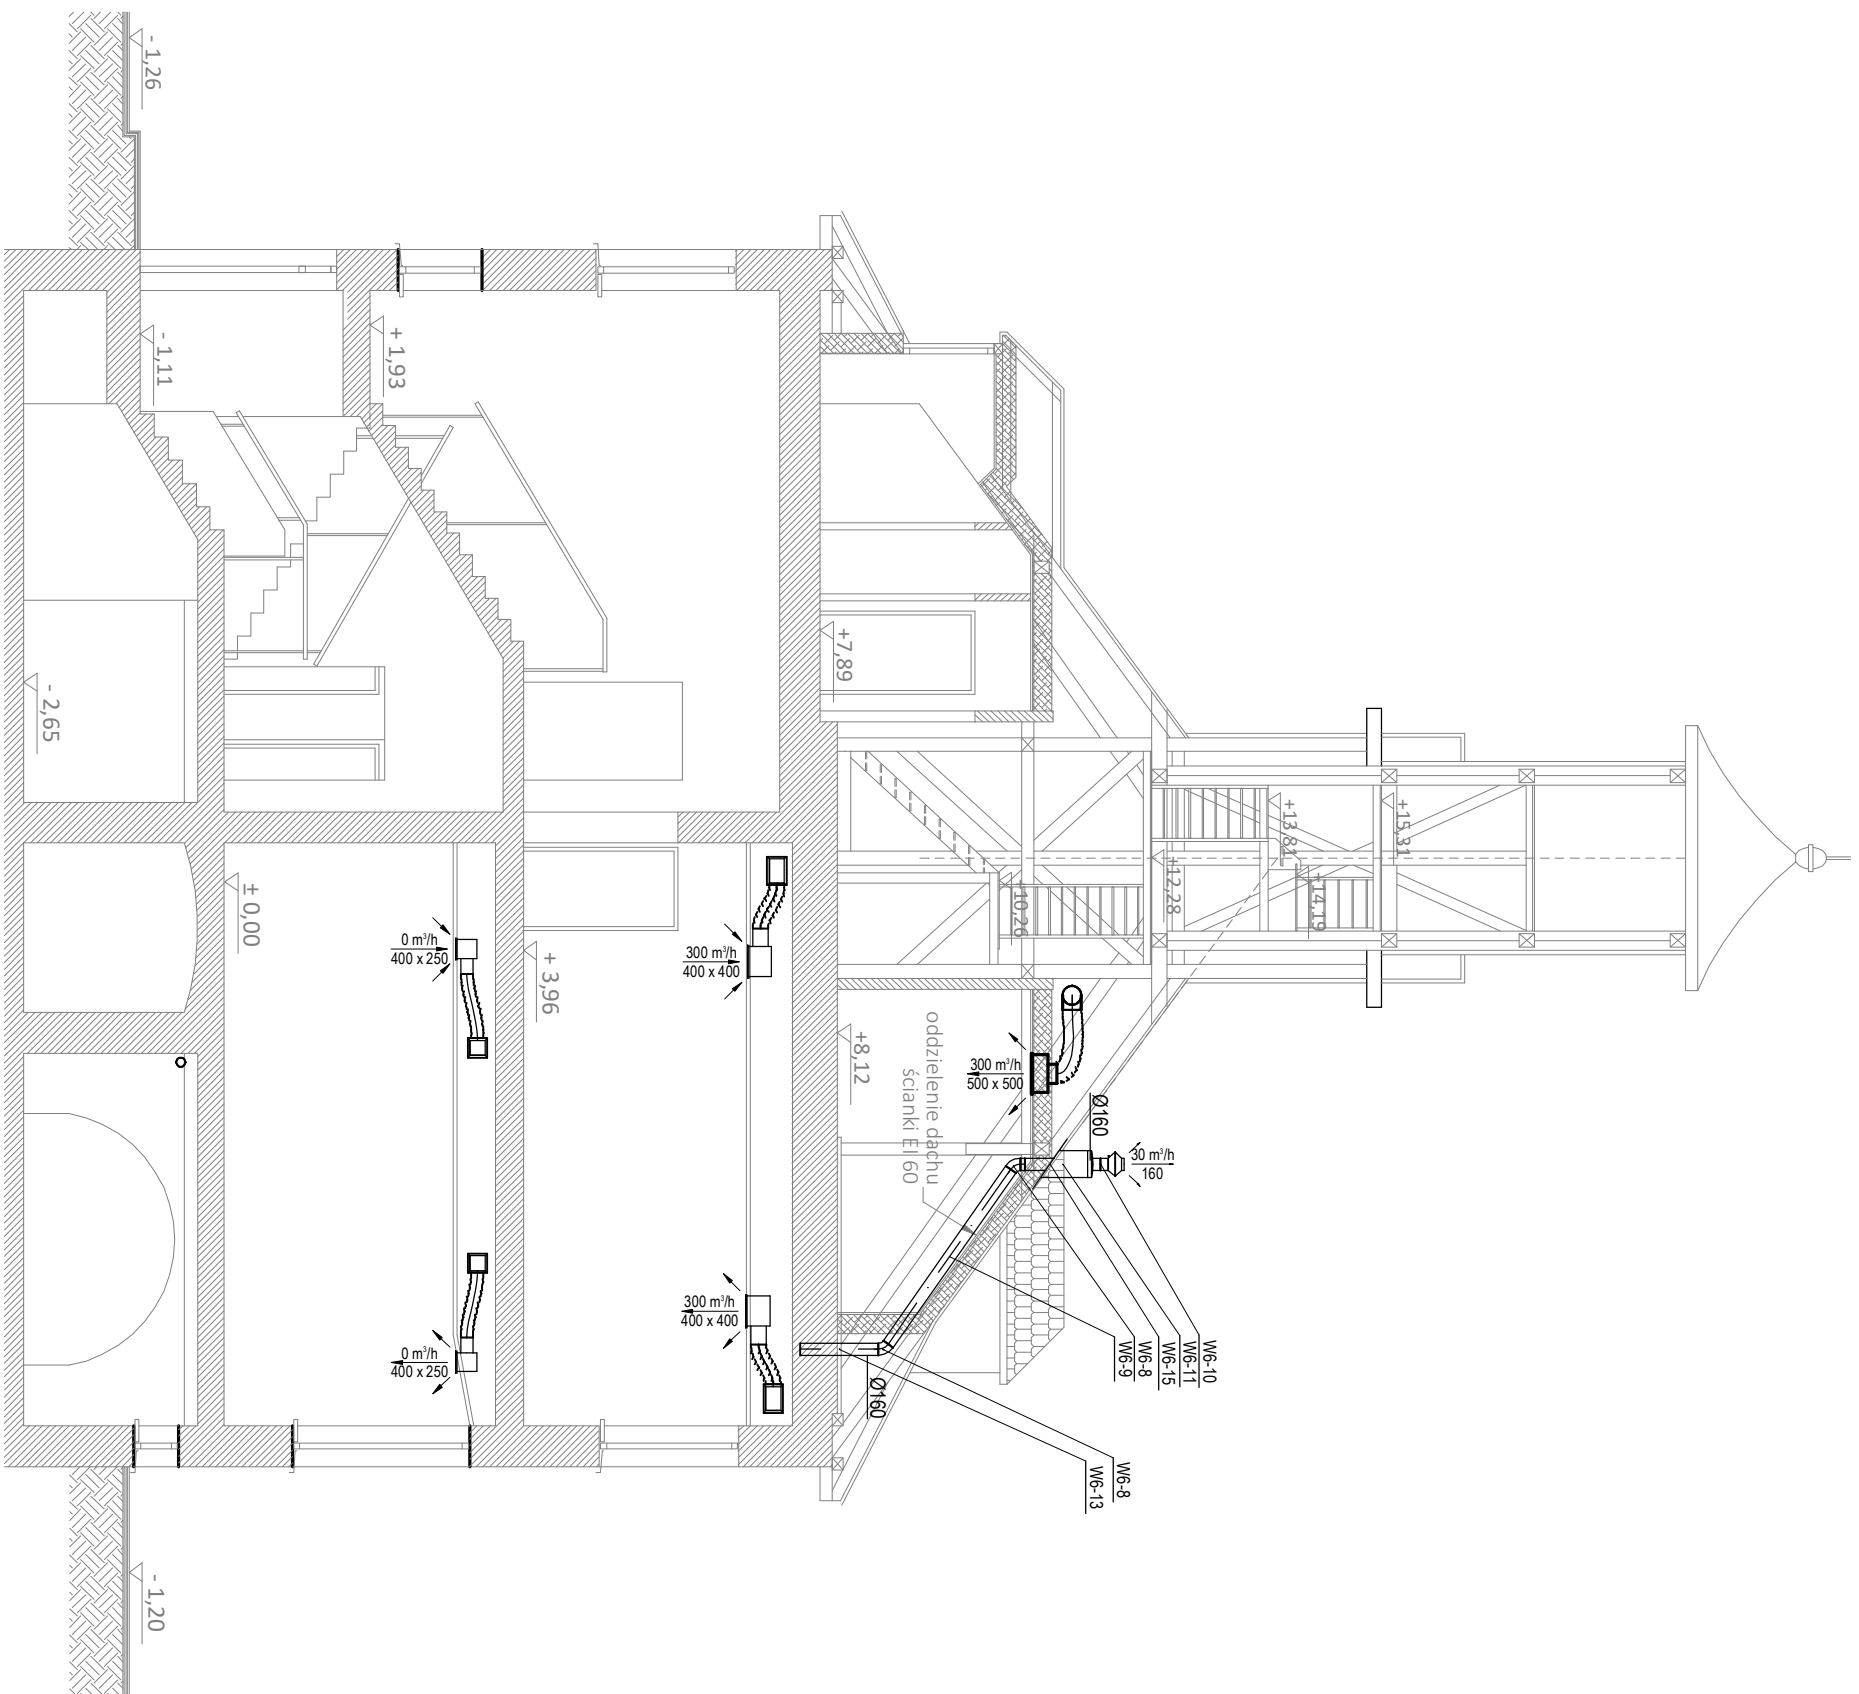 - 1,26
- 1,11
+ 1,93
+7,89
- 2,65
+15,31
+13,81
+14,19
+12,28
+10,26
± 0,00
+ 3,96
+8,12
0 m³/h
400 x 250
300 m³/h
400 x 400
300 m³/h
500 x 500
oddzielenie dachu
ścianki EI 60
Ø160
30 m³/h
160
300 m³/h
400 x 400
0 m³/h
400 x 250
Ø160
W6-10
W6-11
W6-15
W6-8
W6-9
W6-8
W6-13
- 1,20